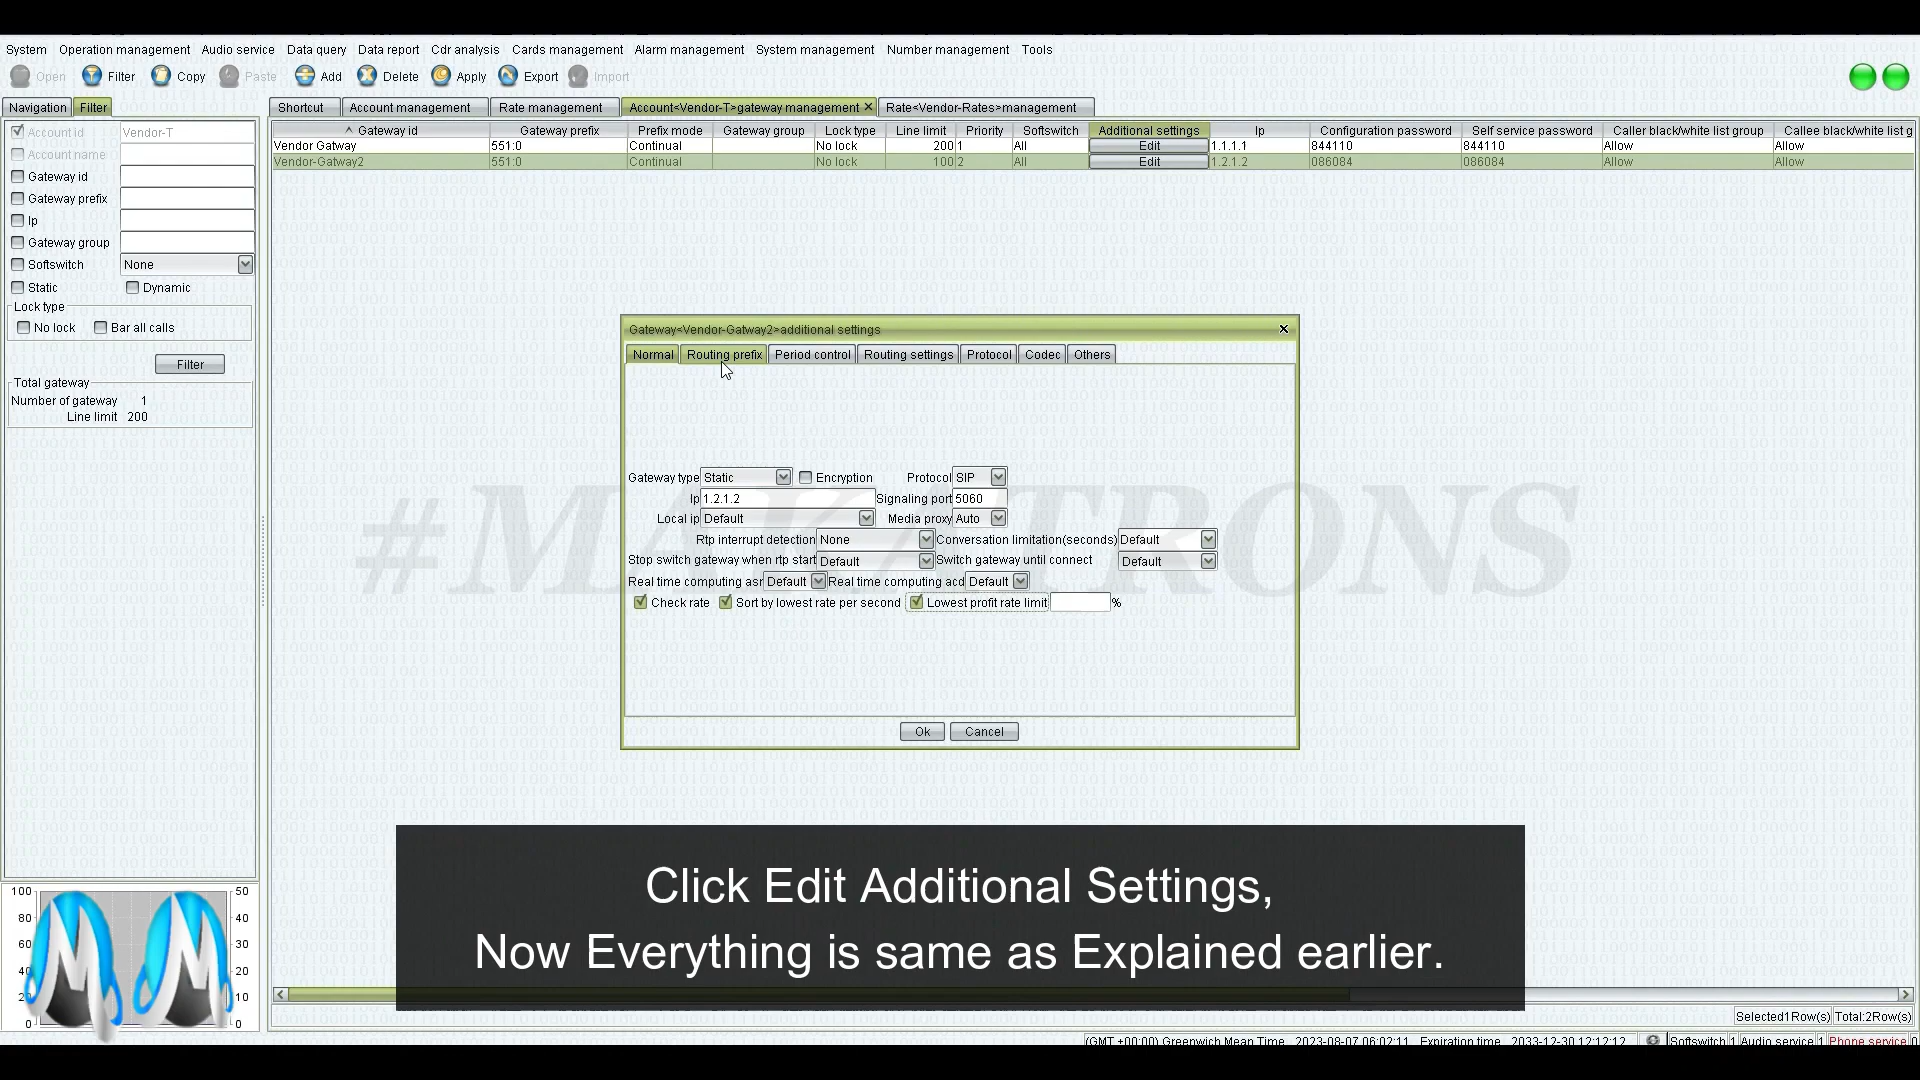 System Operation management Audio service Data query Data report Cdr analysis Cards management Alarm management System management Number management Tools
Open Filter Copy Paste Add Delete Apply Export Import
Navigation Filter Shortcut Account management Rate management Account<Vendor-T>gateway management Rate<Vendor-Rates>management
Account id Vendor-T
Account name
Gateway id
Gateway prefix
Ip
Gateway group
Softswitch None
Static Dynamic
Lock type
No lock Bar all calls
Filter
Total gateway
Number of gateway 1
Line limit 200
Gateway id Gateway prefix Prefix mode Gateway group Lock type Line limit Priority Softswitch Additional settings Ip Configuration password Self service password Caller black/white list group Callee black/white list g
Vendor Gatway 551:0 Continual No lock 200 1 All Edit 1.1.1.1 844110 844110 Allow Allow
Vendor-Gatway2 551:0 Continual No lock 100 2 All Edit 1.2.1.2 086084 086084 Allow Allow
Gateway<Vendor-Gatway2>additional settings
Normal Routing prefix Period control Routing settings Protocol Codec Others
Gateway type Static Encryption Protocol SIP
Ip 1.2.1.2 Signaling port 5060
Local ip Default Media proxy Auto
Rtp interrupt detection None Conversation limitation(seconds) Default
Stop switch gateway when rtp start Default Switch gateway until connect Default
Real time computing asr Default Real time computing acd Default
Check rate Sort by lowest rate per second Lowest profit rate limit %
Ok Cancel
Click Edit Additional Settings,
Now Everything is same as Explained earlier.
100 50
80 40
60 30
40 20
20 10
0 0
Selected1Row(s) Total:2Row(s)
(GMT +00:00) Greenwich Mean Time 2023-08-07 06:02:11 Expiration time 2033-12-30 12:12:12 Softswitch 1 Audio service 1 Phone service 0